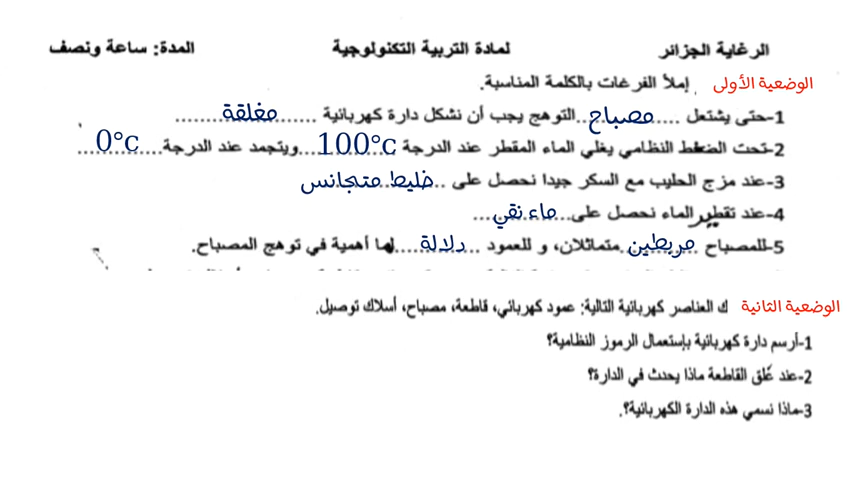 الرغاية الجزائر لمادة التربية التكنولوجية المدة: ساعة ونصف
الوضعية الأولى إملأ الفرغات بالكلمة المناسبة.
1-حتى يشتعل ..... مصباح ..... التوهج يجب أن نشكل دارة كهربائية ..... مغلقة .....
2-تحت الضغط النظامي يغلي الماء المقطر عند الدرجة ..... 100°c ..... ويتجمد عند الدرجة ..... 0°c .....
3-عند مزج الحليب مع السكر جيدا نحصل على ..... خليط متجانس
4-عند تقطير الماء نحصل على ..... ماء نقي .....
5-للمصباح ..... مربطين ..... متماثلان، و للعمود ..... دلالة ..... لها أهمية في توهج المصباح.
الوضعية الثانية ك العناصر كهربائية التالية: عمود كهربائي، قاطعة، مصباح، أسلاك توصيل.
1-أرسم دارة كهربائية بإستعمال الرموز النظامية؟
2-عند غلق القاطعة ماذا يحدث في الدارة؟
3-ماذا نسمي هذه الدارة الكهربائية؟.